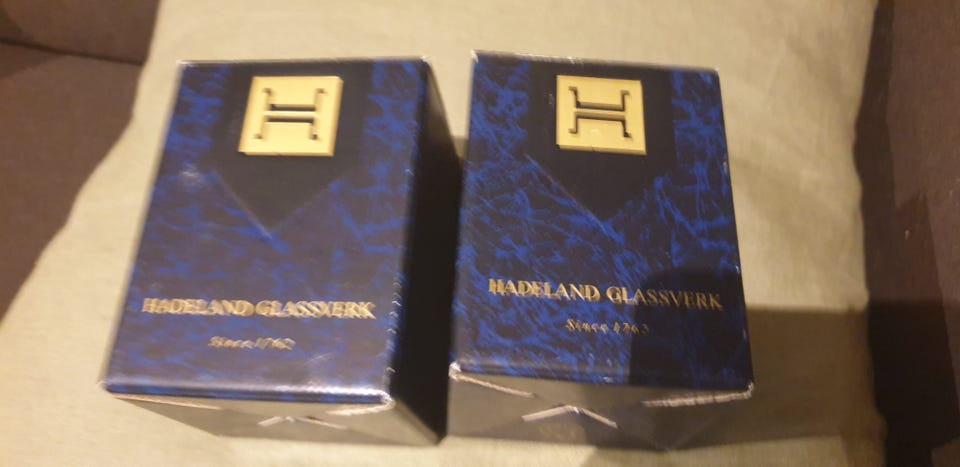 H
HADELAND GLASSVERK
Since 1762
H
HADELAND GLASSVERK
Since 1762